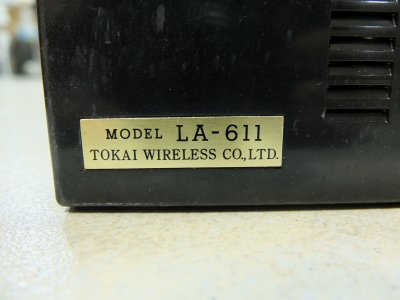 MODEL LA-611
TOKAI WIRELESS CO.,LTD.